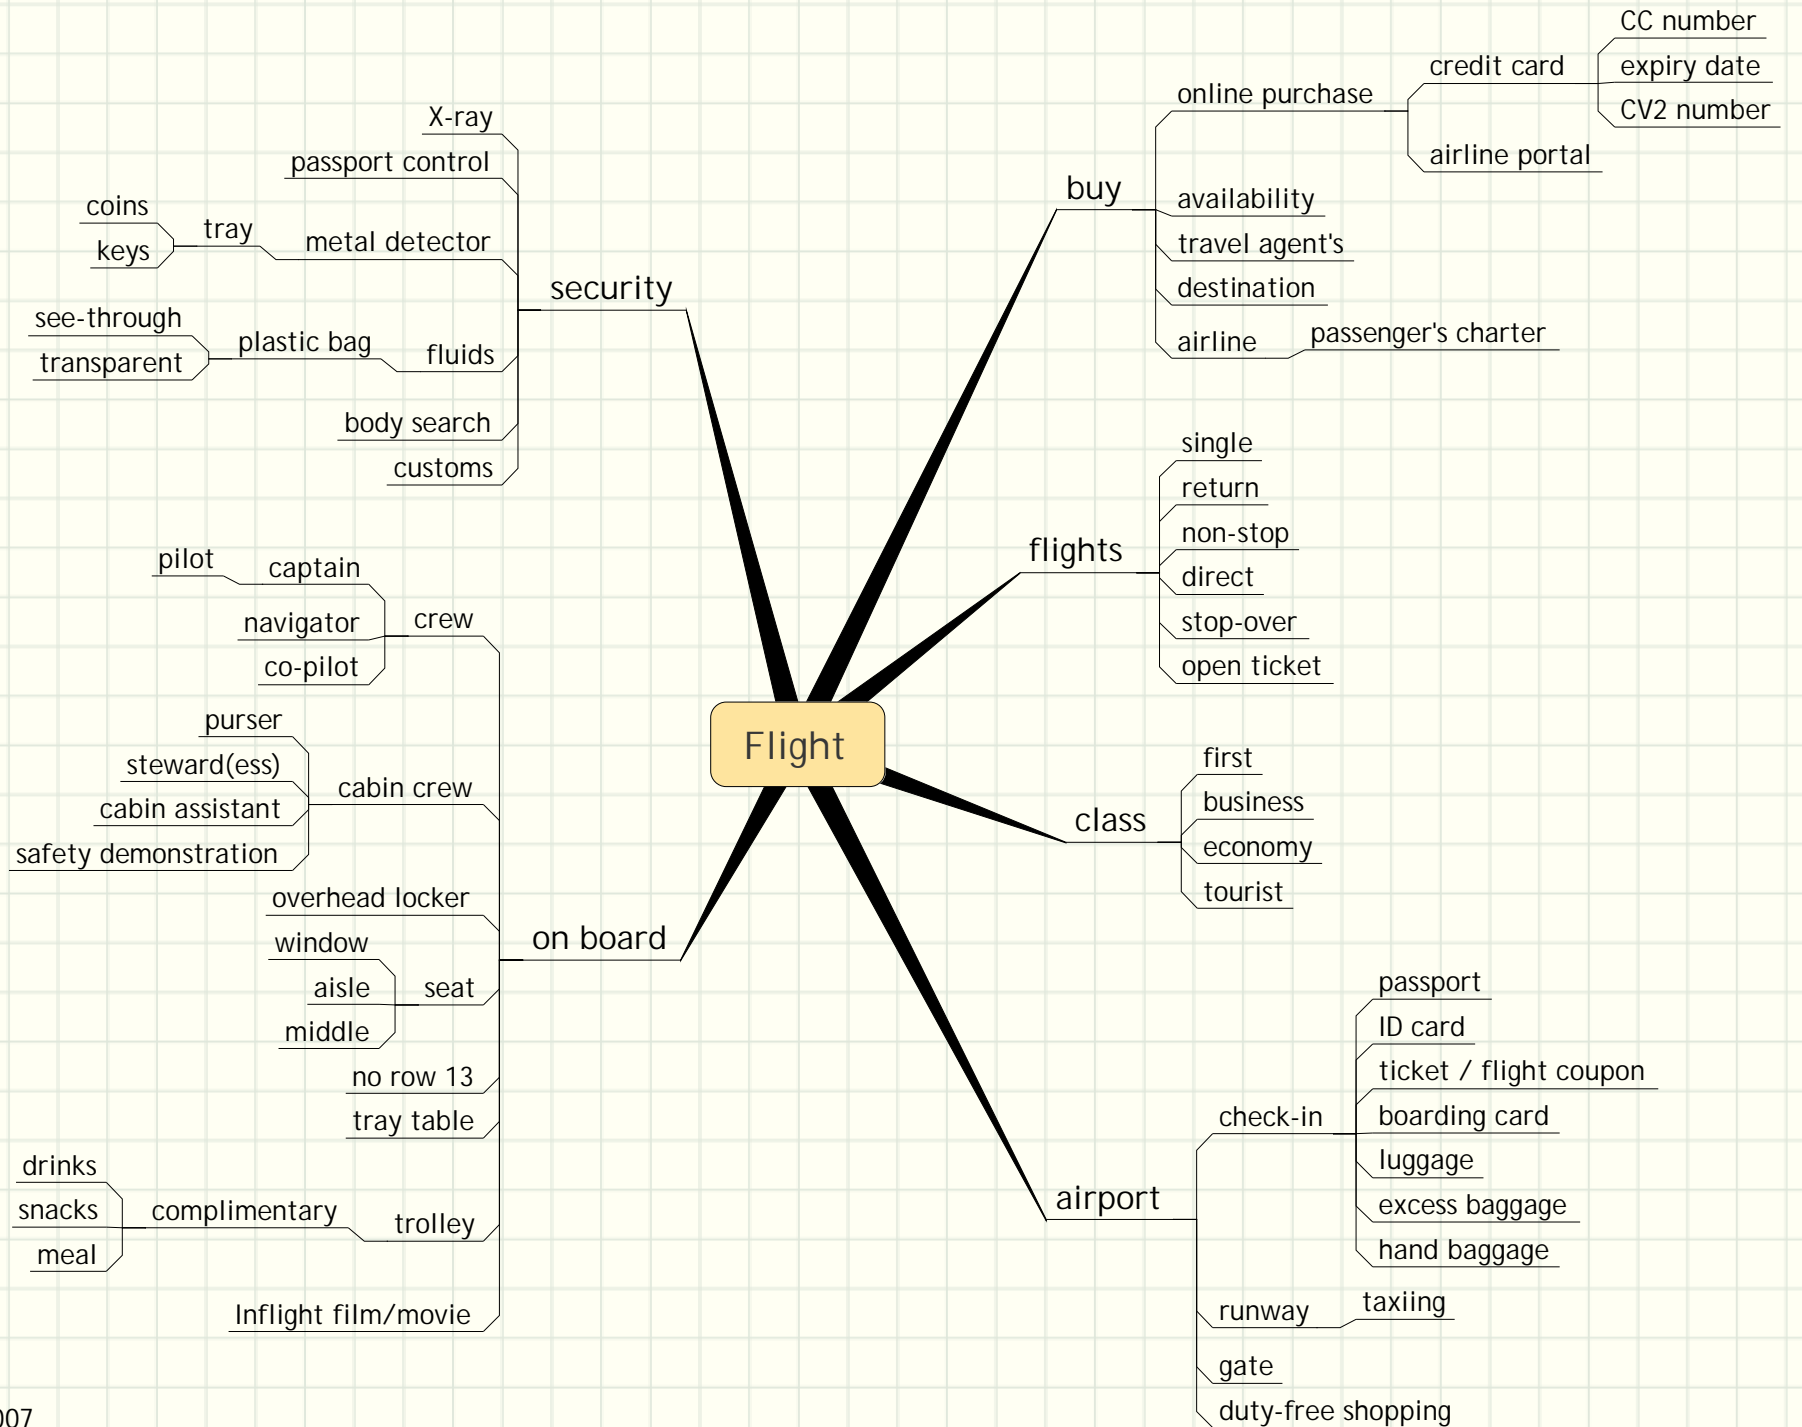 Flight
buy
online purchase
credit card
CC number
expiry date
CV2 number
airline portal
availability
travel agent's
destination
airline
passenger's charter
flights
single
return
non-stop
direct
stop-over
open ticket
class
first
business
economy
tourist
airport
check-in
passport
ID card
ticket / flight coupon
boarding card
luggage
excess baggage
hand baggage
runway
taxiing
gate
duty-free shopping
security
X-ray
passport control
metal detector
tray
coins
keys
fluids
plastic bag
see-through
transparent
body search
customs
on board
crew
captain
pilot
navigator
co-pilot
cabin crew
purser
steward(ess)
cabin assistant
safety demonstration
overhead locker
seat
window
aisle
middle
no row 13
tray table
trolley
complimentary
drinks
snacks
meal
Inflight film/movie